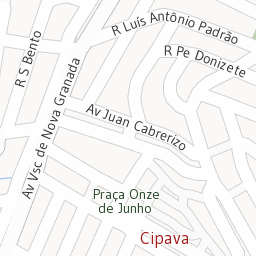 R Luís Antônio Padrão
R Pe Donizete
R S Bento
Av Vsc de Nova Granada
Av Juan Cabrerizo
Praça Onze
de Junho
Cipava